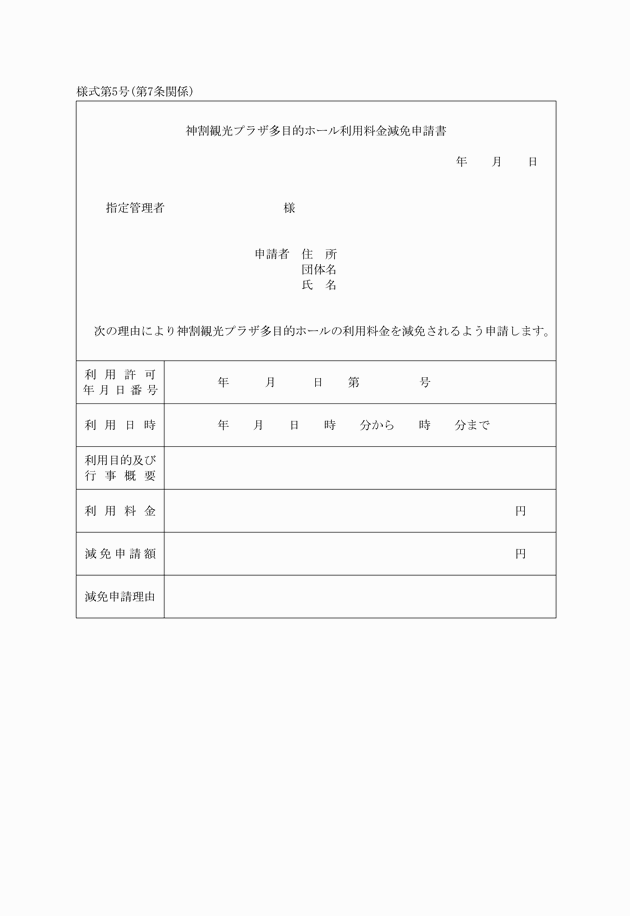 様式第5号(第7条関係)
神割観光プラザ多目的ホール利用料金減免申請書
年　　月　　日
指定管理者　　　　　　　　　　様
申請者　住　所
団体名
氏　名
次の理由により神割観光プラザ多目的ホールの利用料金を減免されるよう申請します。
利用許可
年月日番号
年　　　月　　　日　　第　　　　　号
利用日時
年　　月　　日　　時　　分から　　時　　分まで
利用目的及び
行事概要
利用料金
円
減免申請額
円
減免申請理由